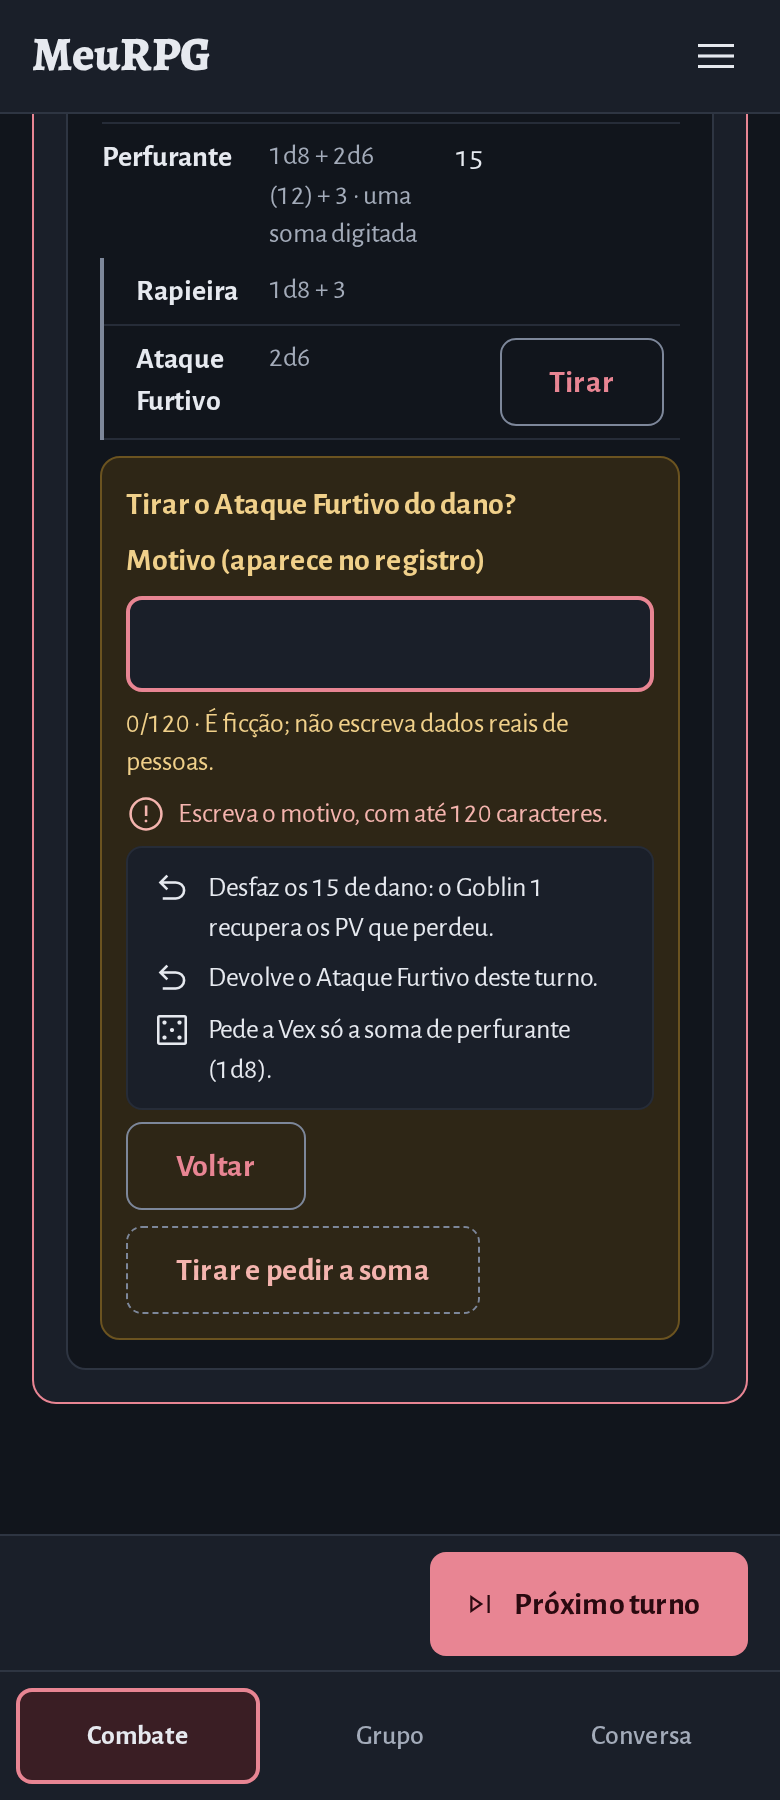 MeuRPG
Perfurante 1d8 + 2d6 15
(12) + 3 · uma
soma digitada
Rapieira 1d8 + 3
Ataque 2d6
Furtivo
Tirar
Tirar o Ataque Furtivo do dano?
Motivo (aparece no registro)
0/120 · É ficção; não escreva dados reais de
pessoas.
Escreva o motivo, com até 120 caracteres.
Desfaz os 15 de dano: o Goblin 1
recupera os PV que perdeu.
Devolve o Ataque Furtivo deste turno.
Pede a Vex só a soma de perfurante
(1d8).
Voltar
Tirar e pedir a soma
Próximo turno
Combate Grupo Conversa